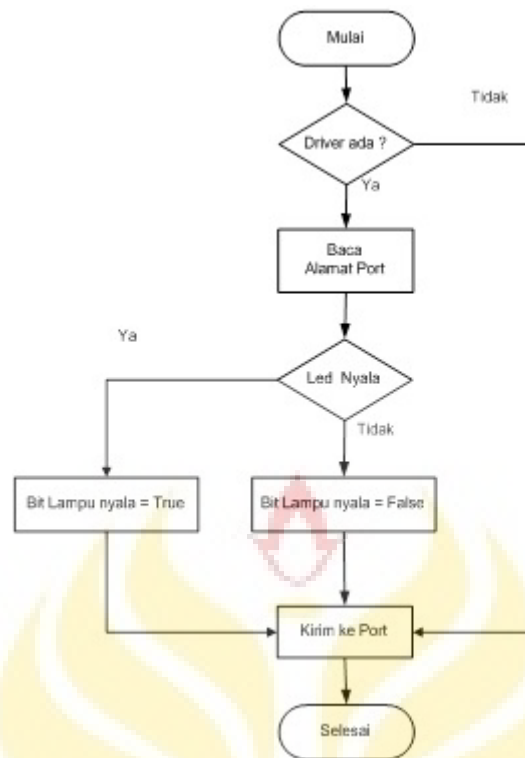 Mulai
Tidak
Driver ada ?
Ya
Baca
Alamat Port
Ya
Led Nyala
Tidak
Bit Lampu nyala = True
Bit Lampu nyala = False
Kirim ke Port
Selesai